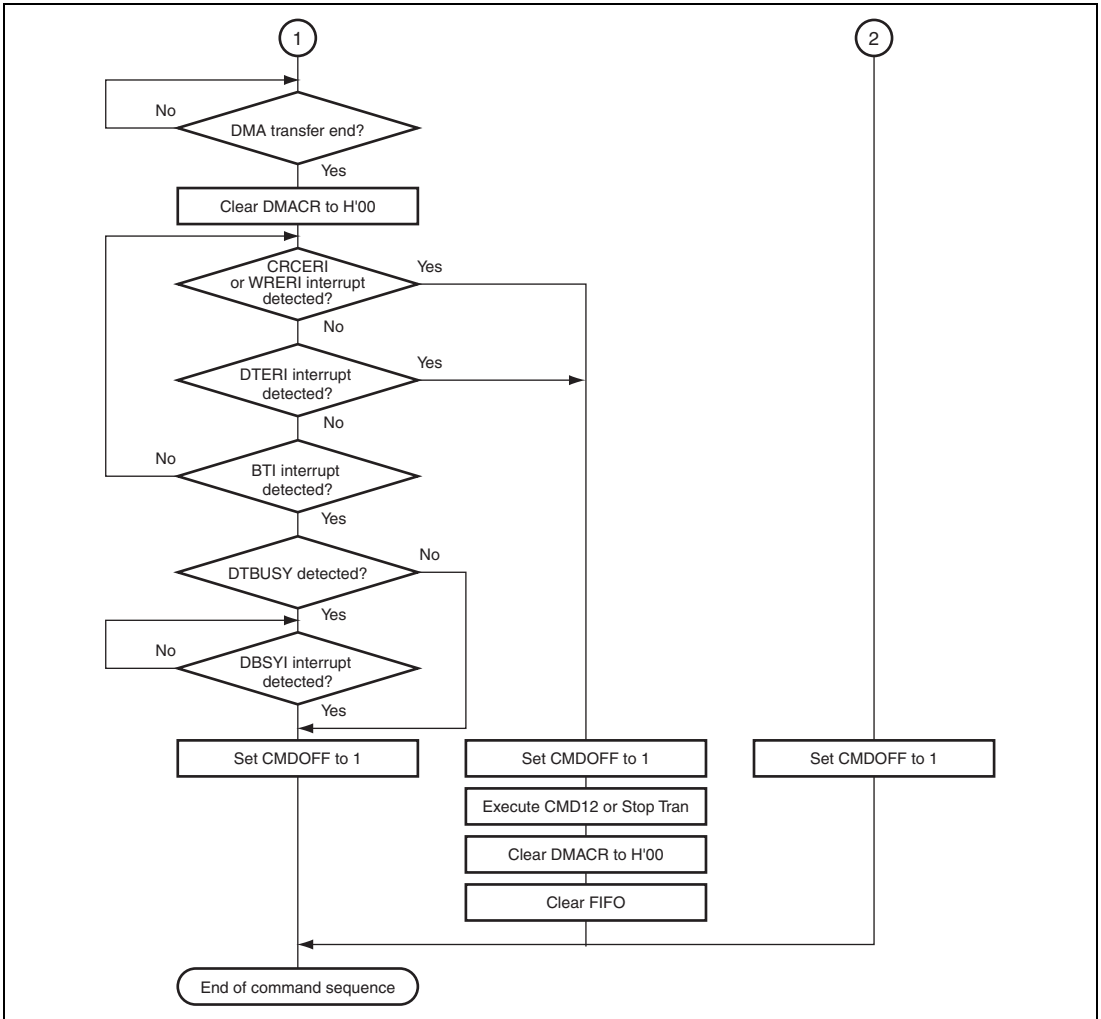 1
2
No
DMA transfer end?
Yes
Clear DMACR to H'00
CRCERI
or WRERI interrupt
detected?
Yes
No
DTERI interrupt
detected?
Yes
No
No
BTI interrupt
detected?
Yes
DTBUSY detected?
No
Yes
No
DBSYI interrupt
detected?
Yes
Set CMDOFF to 1
Set CMDOFF to 1
Set CMDOFF to 1
Execute CMD12 or Stop Tran
Clear DMACR to H'00
Clear FIFO
End of command sequence